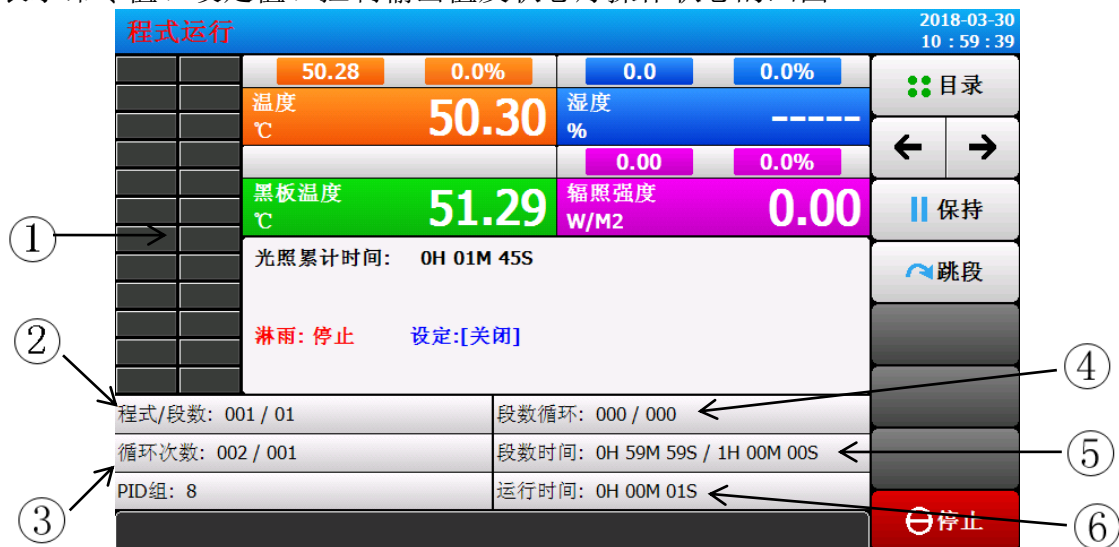 程式运行
2018-03-30
10 : 59 : 39
50.28 0.0% 0.0 0.0%
温度
℃ 50.30
湿度
% -----
0.00 0.0%
黑板温度
℃ 51.29
辐照强度
W/M2 0.00
光照累计时间: 0H 01M 45S
淋雨: 停止 设定:[关闭]
程式/段数: 001 / 01
段数循环: 000 / 000
循环次数: 002 / 001
段数时间: 0H 59M 59S / 1H 00M 00S
PID组: 8
运行时间: 0H 00M 01S
目录
← →
保持
跳段
停止
①
②
③
④
⑤
⑥